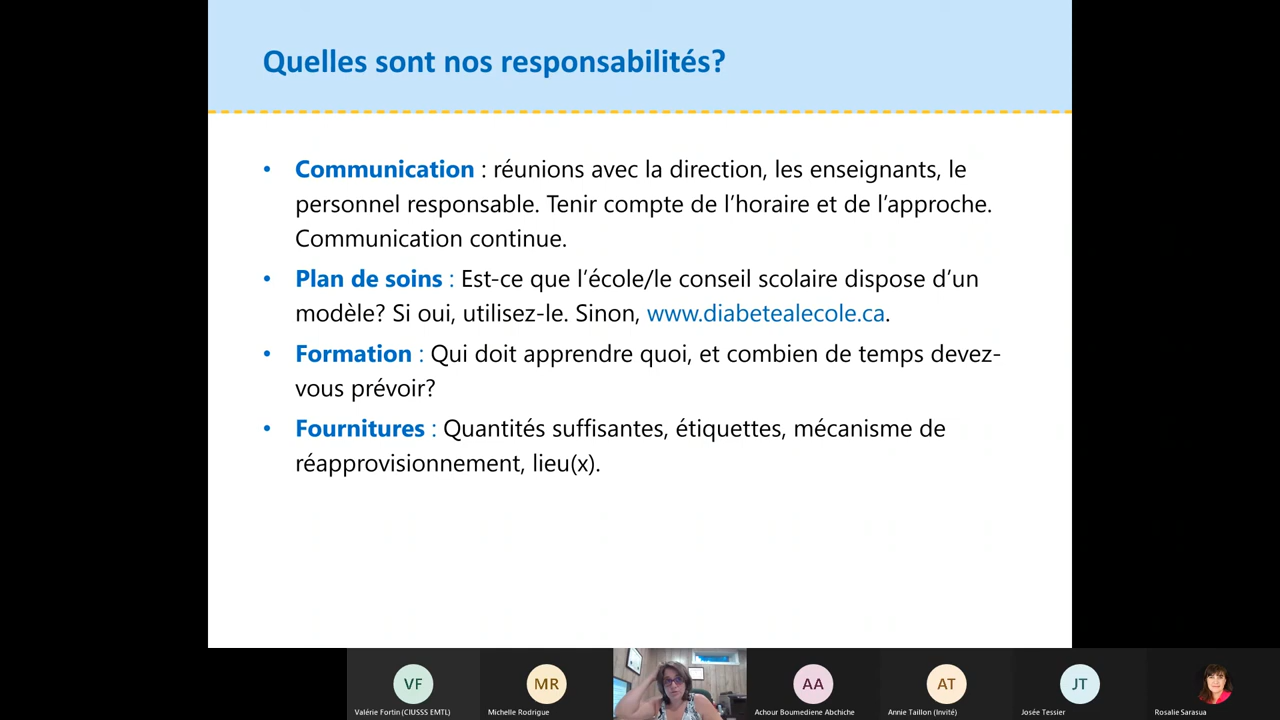 Quelles sont nos responsabilités?
• Communication : réunions avec la direction, les enseignants, le
personnel responsable. Tenir compte de l’horaire et de l’approche.
Communication continue.
• Plan de soins : Est-ce que l’école/le conseil scolaire dispose d’un
modèle? Si oui, utilisez-le. Sinon, www.diabetealecole.ca.
• Formation : Qui doit apprendre quoi, et combien de temps devez-
vous prévoir?
• Fournitures : Quantités suffisantes, étiquettes, mécanisme de
réapprovisionnement, lieu(x).
VF
MR
AA
AT
JT
Valérie Fortin (CIUSSS EMTL)
Michelle Rodrigue
Achour Boumediene Abchiche
Annie Taillon (Invité)
Josée Tessier
Rosalie Sarasua